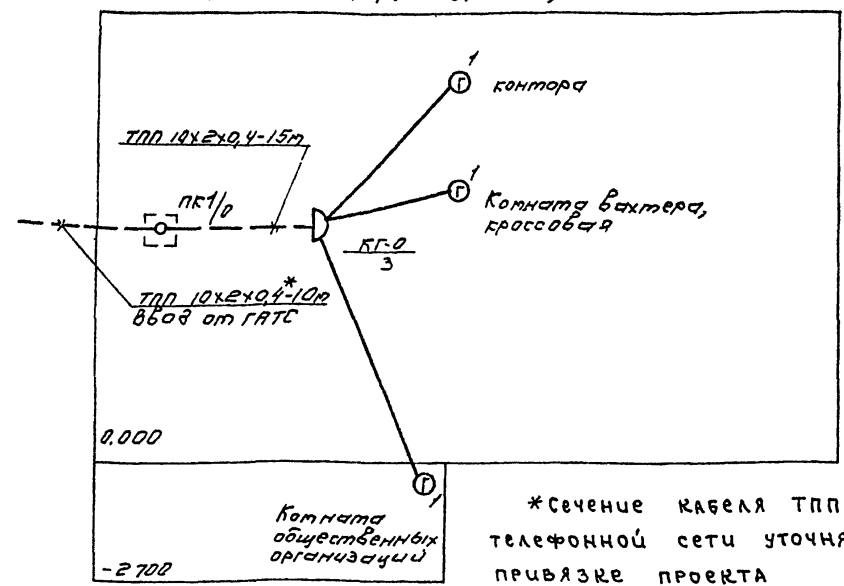 1
Г контора
ТПП 10х2х0,4-15м
ПК1/0
1
Г Комната вахтера,
кроссовая
КГ-0
3
ТПП 10х2х0,4*-10м
Ввод от ГАТС
0.000
Г 1
Комната
общественных
организаций
-2700
*Сечение кабеля ТПП
телефонной сети уточня
привязке проекта